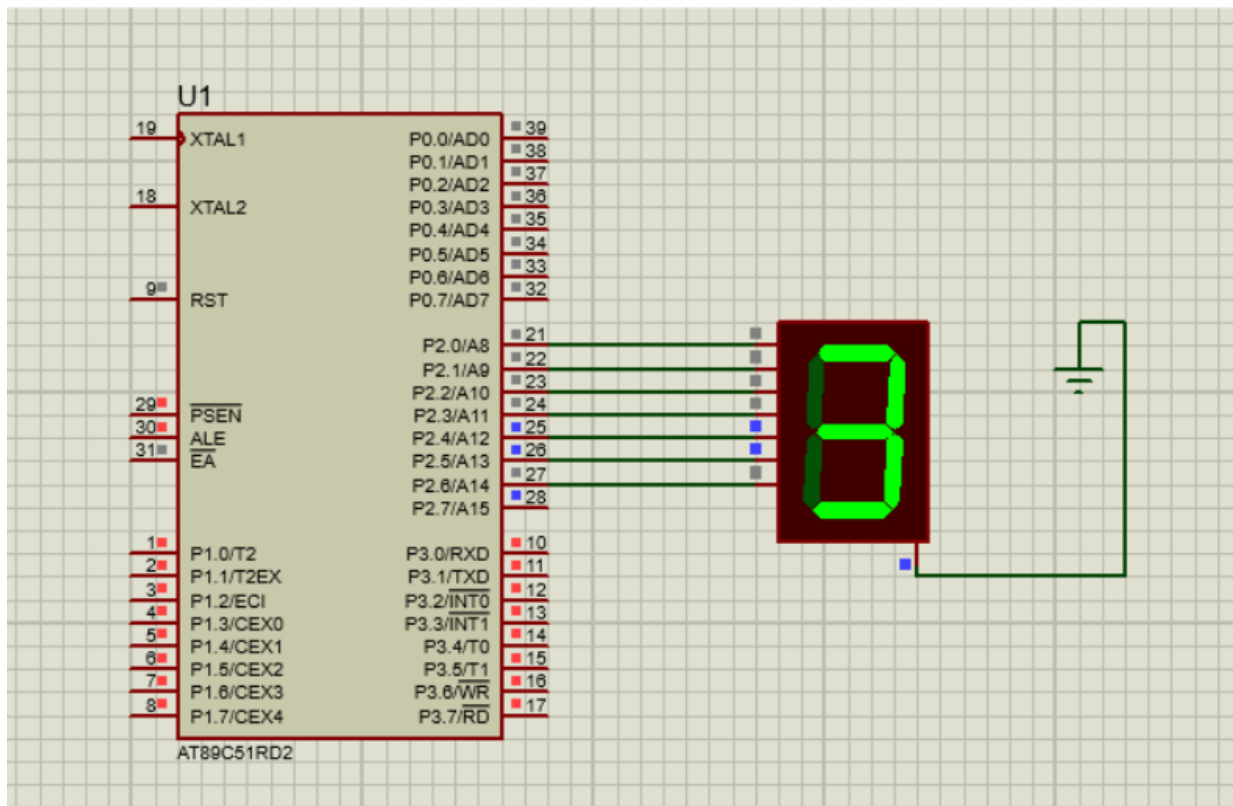 U1
19 XTAL1
18 XTAL2
9 RST
29 PSEN
30 ALE
31 EA
1 P1.0/T2
2 P1.1/T2EX
3 P1.2/ECI
4 P1.3/CEX0
5 P1.4/CEX1
6 P1.5/CEX2
7 P1.6/CEX3
8 P1.7/CEX4
P0.0/AD0 39
P0.1/AD1 38
P0.2/AD2 37
P0.3/AD3 36
P0.4/AD4 35
P0.5/AD5 34
P0.6/AD6 33
P0.7/AD7 32
P2.0/A8 21
P2.1/A9 22
P2.2/A10 23
P2.3/A11 24
P2.4/A12 25
P2.5/A13 26
P2.6/A14 27
P2.7/A15 28
P3.0/RXD 10
P3.1/TXD 11
P3.2/INT0 12
P3.3/INT1 13
P3.4/T0 14
P3.5/T1 15
P3.6/WR 16
P3.7/RD 17
AT89C51RD2
3